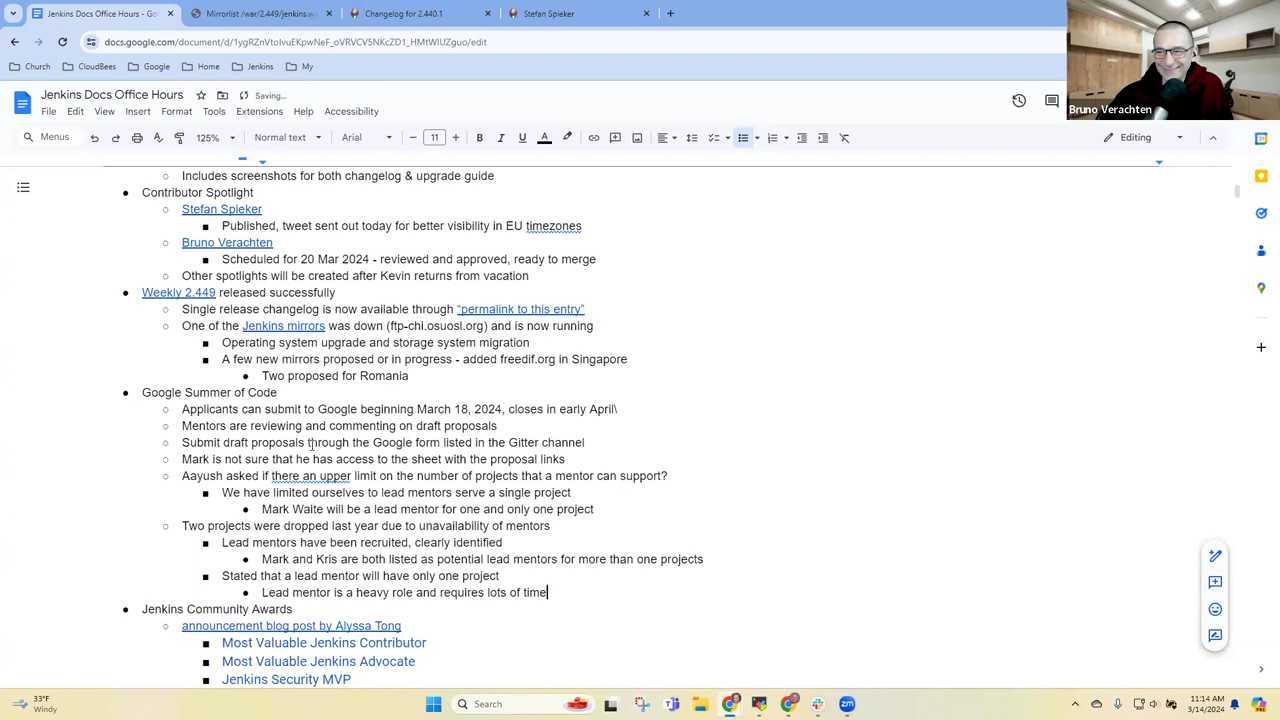 Jenkins Docs Office Hours - C
Mirrorlist /war/2.449/jenkins.w
Changelog for 2.440.1
Stefan Spieker
docs.google.com/document/d/1ygRZnVtoIvuEKpwNeF_oVRVCV5NKcZD1_HMtWIUZguo/edit
Church
CloudBees
Google
Home
Jenkins
My
Jenkins Docs Office Hours
Saving...
File Edit View Insert Format Tools Extensions Accessibility
Menus
125%
Normal text
Arial
11
B I U A
Editing
Bruno Verachten
Includes screenshots for both changelog & upgrade guide
Contributor Spotlight
Stefan Spieker
Published, tweet sent out today for better visibility in EU timezones
Bruno Verachten
Scheduled for 20 Mar 2024 - reviewed and approved, ready to merge
Other spotlights will be created after Kevin returns from vacation
Weekly 2.449 released successfully
Single release changelog is now available through “permalink to this entry”
One of the Jenkins mirrors was down (ftp-chi.osuosl.org) and is now running
Operating system upgrade and storage system migration
A few new mirrors proposed or in progress - added freedif.org in Singapore
Two proposed for Romania
Google Summer of Code
Applicants can submit to Google beginning March 18, 2024, closes in early April\
Mentors are reviewing and commenting on draft proposals
Submit draft proposals through the Google form listed in the Gitter channel
Mark is not sure that he has access to the sheet with the proposal links
Aayush asked if there an upper limit on the number of projects that a mentor can support?
We have limited ourselves to lead mentors serve a single project
Mark Waite will be a lead mentor for one and only one project
Two projects were dropped last year due to unavailability of mentors
Lead mentors have been recruited, clearly identified
Mark and Kris are both listed as potential lead mentors for more than one projects
Stated that a lead mentor will have only one project
Lead mentor is a heavy role and requires lots of time
Jenkins Community Awards
announcement blog post by Alyssa Tong
Most Valuable Jenkins Contributor
Most Valuable Jenkins Advocate
Jenkins Security MVP
33°F
Windy
Search
11:14 AM
3/14/2024